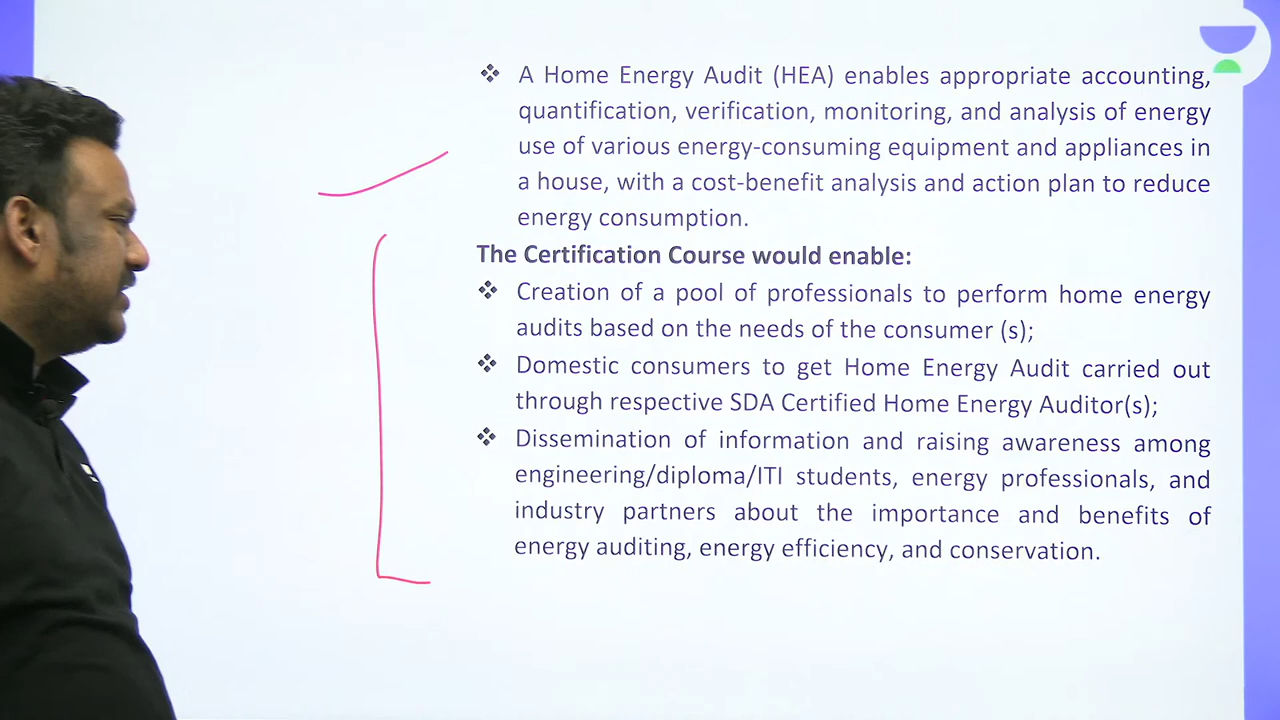 ❖ A Home Energy Audit (HEA) enables appropriate accounting,
quantification, verification, monitoring, and analysis of energy
use of various energy-consuming equipment and appliances in
a house, with a cost-benefit analysis and action plan to reduce
energy consumption.
The Certification Course would enable:
❖ Creation of a pool of professionals to perform home energy
audits based on the needs of the consumer (s);
❖ Domestic consumers to get Home Energy Audit carried out
through respective SDA Certified Home Energy Auditor(s);
❖ Dissemination of information and raising awareness among
engineering/diploma/ITI students, energy professionals, and
industry partners about the importance and benefits of
energy auditing, energy efficiency, and conservation.